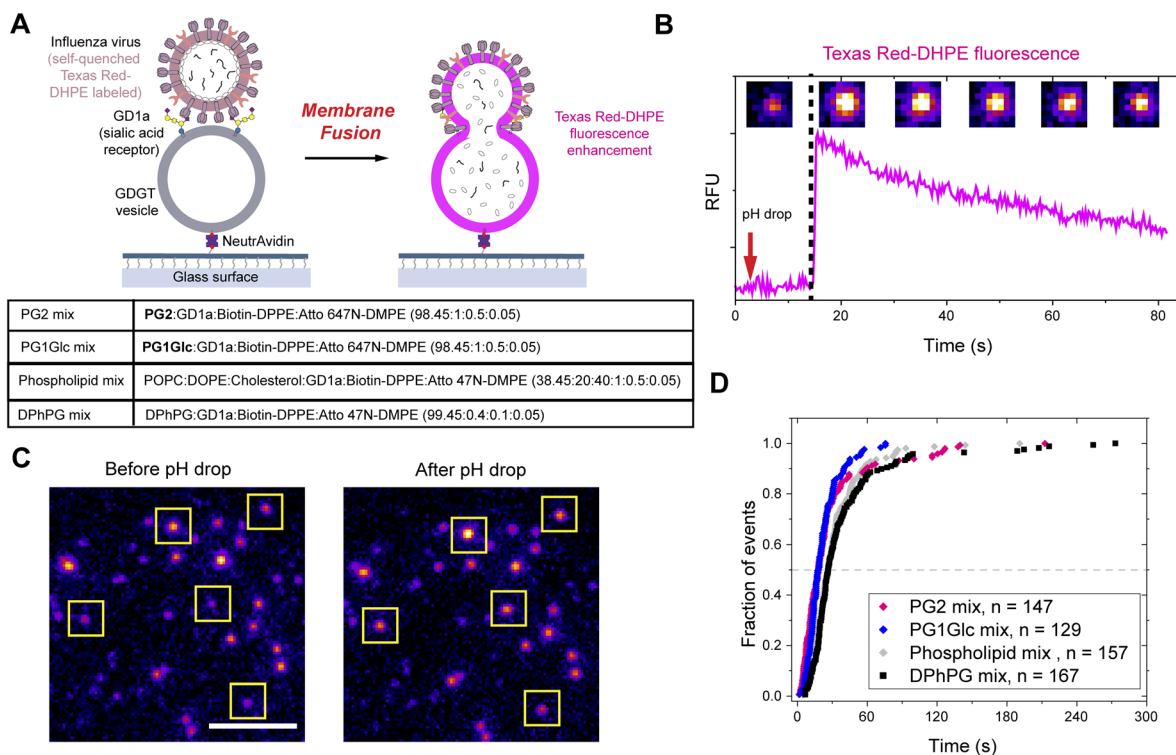 A
Influenza virus
(self-quenched
Texas Red-
DHPE labeled)
GD1a
(sialic acid
receptor)
GDGT
vesicle
NeutrAvidin
Glass surface
Membrane
Fusion
Texas Red-DHPE
fluorescence
enhancement
PG2 mix PG2:GD1a:Biotin-DPPE:Atto 647N-DMPE (98.45:1:0.5:0.05)
PG1Glc mix PG1Glc:GD1a:Biotin-DPPE:Atto 647N-DMPE (98.45:1:0.5:0.05)
Phospholipid mix POPC:DOPE:Cholesterol:GD1a:Biotin-DPPE:Atto 47N-DMPE (38.45:20:40:1:0.5:0.05)
DPhPG mix DPhPG:GD1a:Biotin-DPPE:Atto 47N-DMPE (99.45:0.4:0.1:0.05)
B
Texas Red-DHPE fluorescence
RFU
pH drop
0 20 40 60 80
Time (s)
C
Before pH drop
After pH drop
D
Fraction of events
1.0
0.8
0.6
0.4
0.2
0.0
PG2 mix, n = 147
PG1Glc mix, n = 129
Phospholipid mix , n = 157
DPhPG mix, n = 167
0 60 120 180 240 300
Time (s)